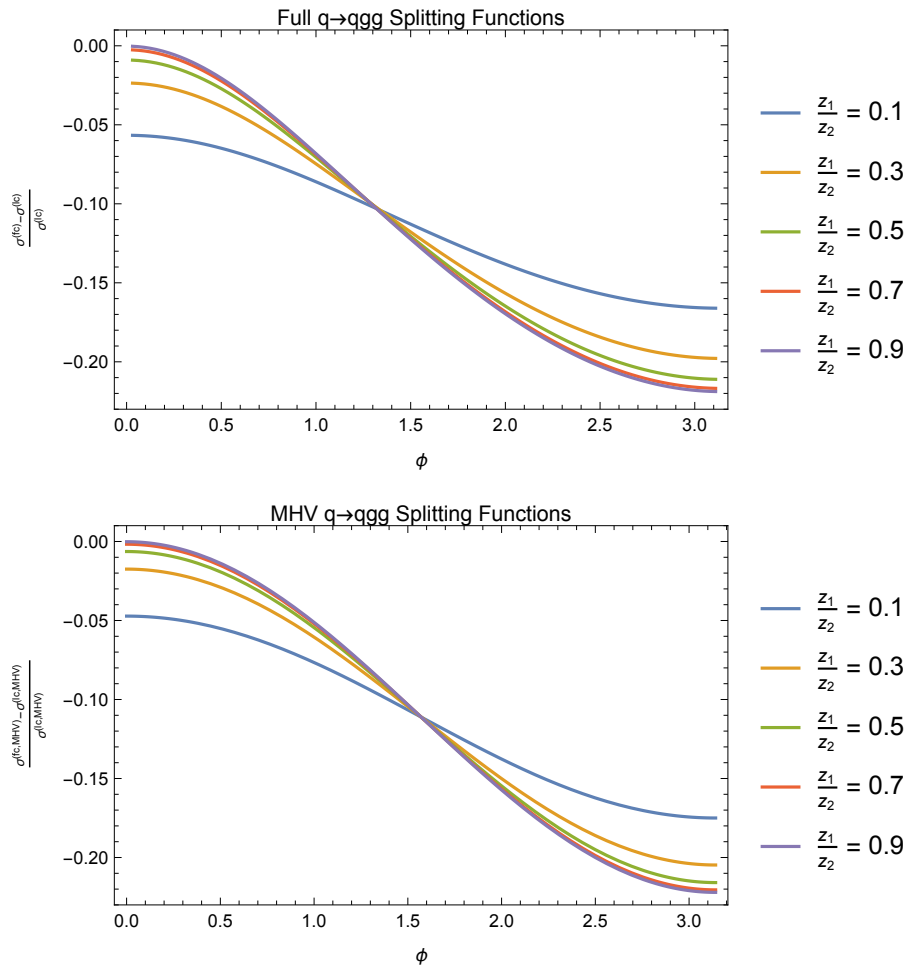 Full q→qgg Splitting Functions
0.00
−0.05
−0.10
−0.15
−0.20
σ(fc)−σ(lc)
σ(lc)
0.0 0.5 1.0 1.5 2.0 2.5 3.0
ϕ
z1
z2 = 0.1
z1
z2 = 0.3
z1
z2 = 0.5
z1
z2 = 0.7
z1
z2 = 0.9
MHV q→qgg Splitting Functions
0.00
−0.05
−0.10
−0.15
−0.20
σ(fc,MHV)−σ(lc,MHV)
σ(lc,MHV)
0.0 0.5 1.0 1.5 2.0 2.5 3.0
ϕ
z1
z2 = 0.1
z1
z2 = 0.3
z1
z2 = 0.5
z1
z2 = 0.7
z1
z2 = 0.9